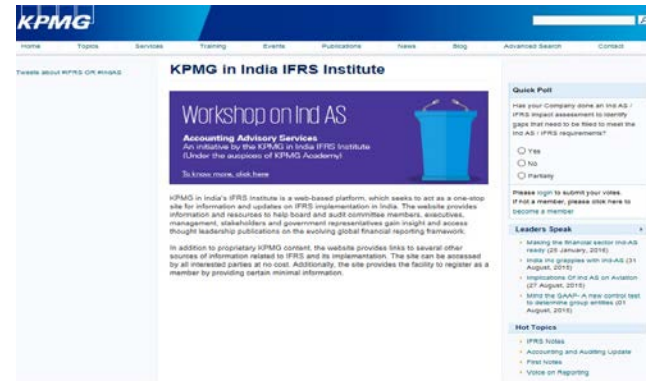 KPMG
Home Topics Services Training Events Publications News Blog Advanced Search Contact
Tweets about #IFRS OR #IndAS
KPMG in India IFRS Institute
Workshop on Ind AS
Accounting Advisory Services
An initiative by the KPMG in India IFRS Institute
(Under the auspices of KPMG Academy)
To know more, click here
KPMG in India's IFRS Institute is a web-based platform, which seeks to act as a one-stop
site for information and updates on IFRS implementation in India. The website provides
information and resources to help board and audit committee members, executives,
management, stakeholders and government representatives gain insight and access
thought leadership publications on the evolving global financial reporting framework.
In addition to proprietary KPMG content, the website provides links to several other
sources of information related to IFRS and its implementation. The site can be accessed
by all interested parties at no cost. Additionally, the site provides the facility to register as a
member by providing certain minimal information.
Quick Poll
Has your Company done an Ind AS /
IFRS impact assessment to identify
gaps that need to be filled to meet the
Ind AS / IFRS requirements?
Yes
No
Partially
Please login to submit your votes.
If not a member, please click here to
become a member
Leaders Speak
Making the financial sector Ind-AS
ready (25 January, 2016)
India Inc grapples with Ind-AS (31
August, 2015)
Implications Of Ind AS on Aviation
(27 August, 2015)
Mind the GAAP- A new control test
to determine group entities (01
August, 2015)
Hot Topics
IFRS Notes
Accounting and Auditing Update
First Notes
Voice on Reporting